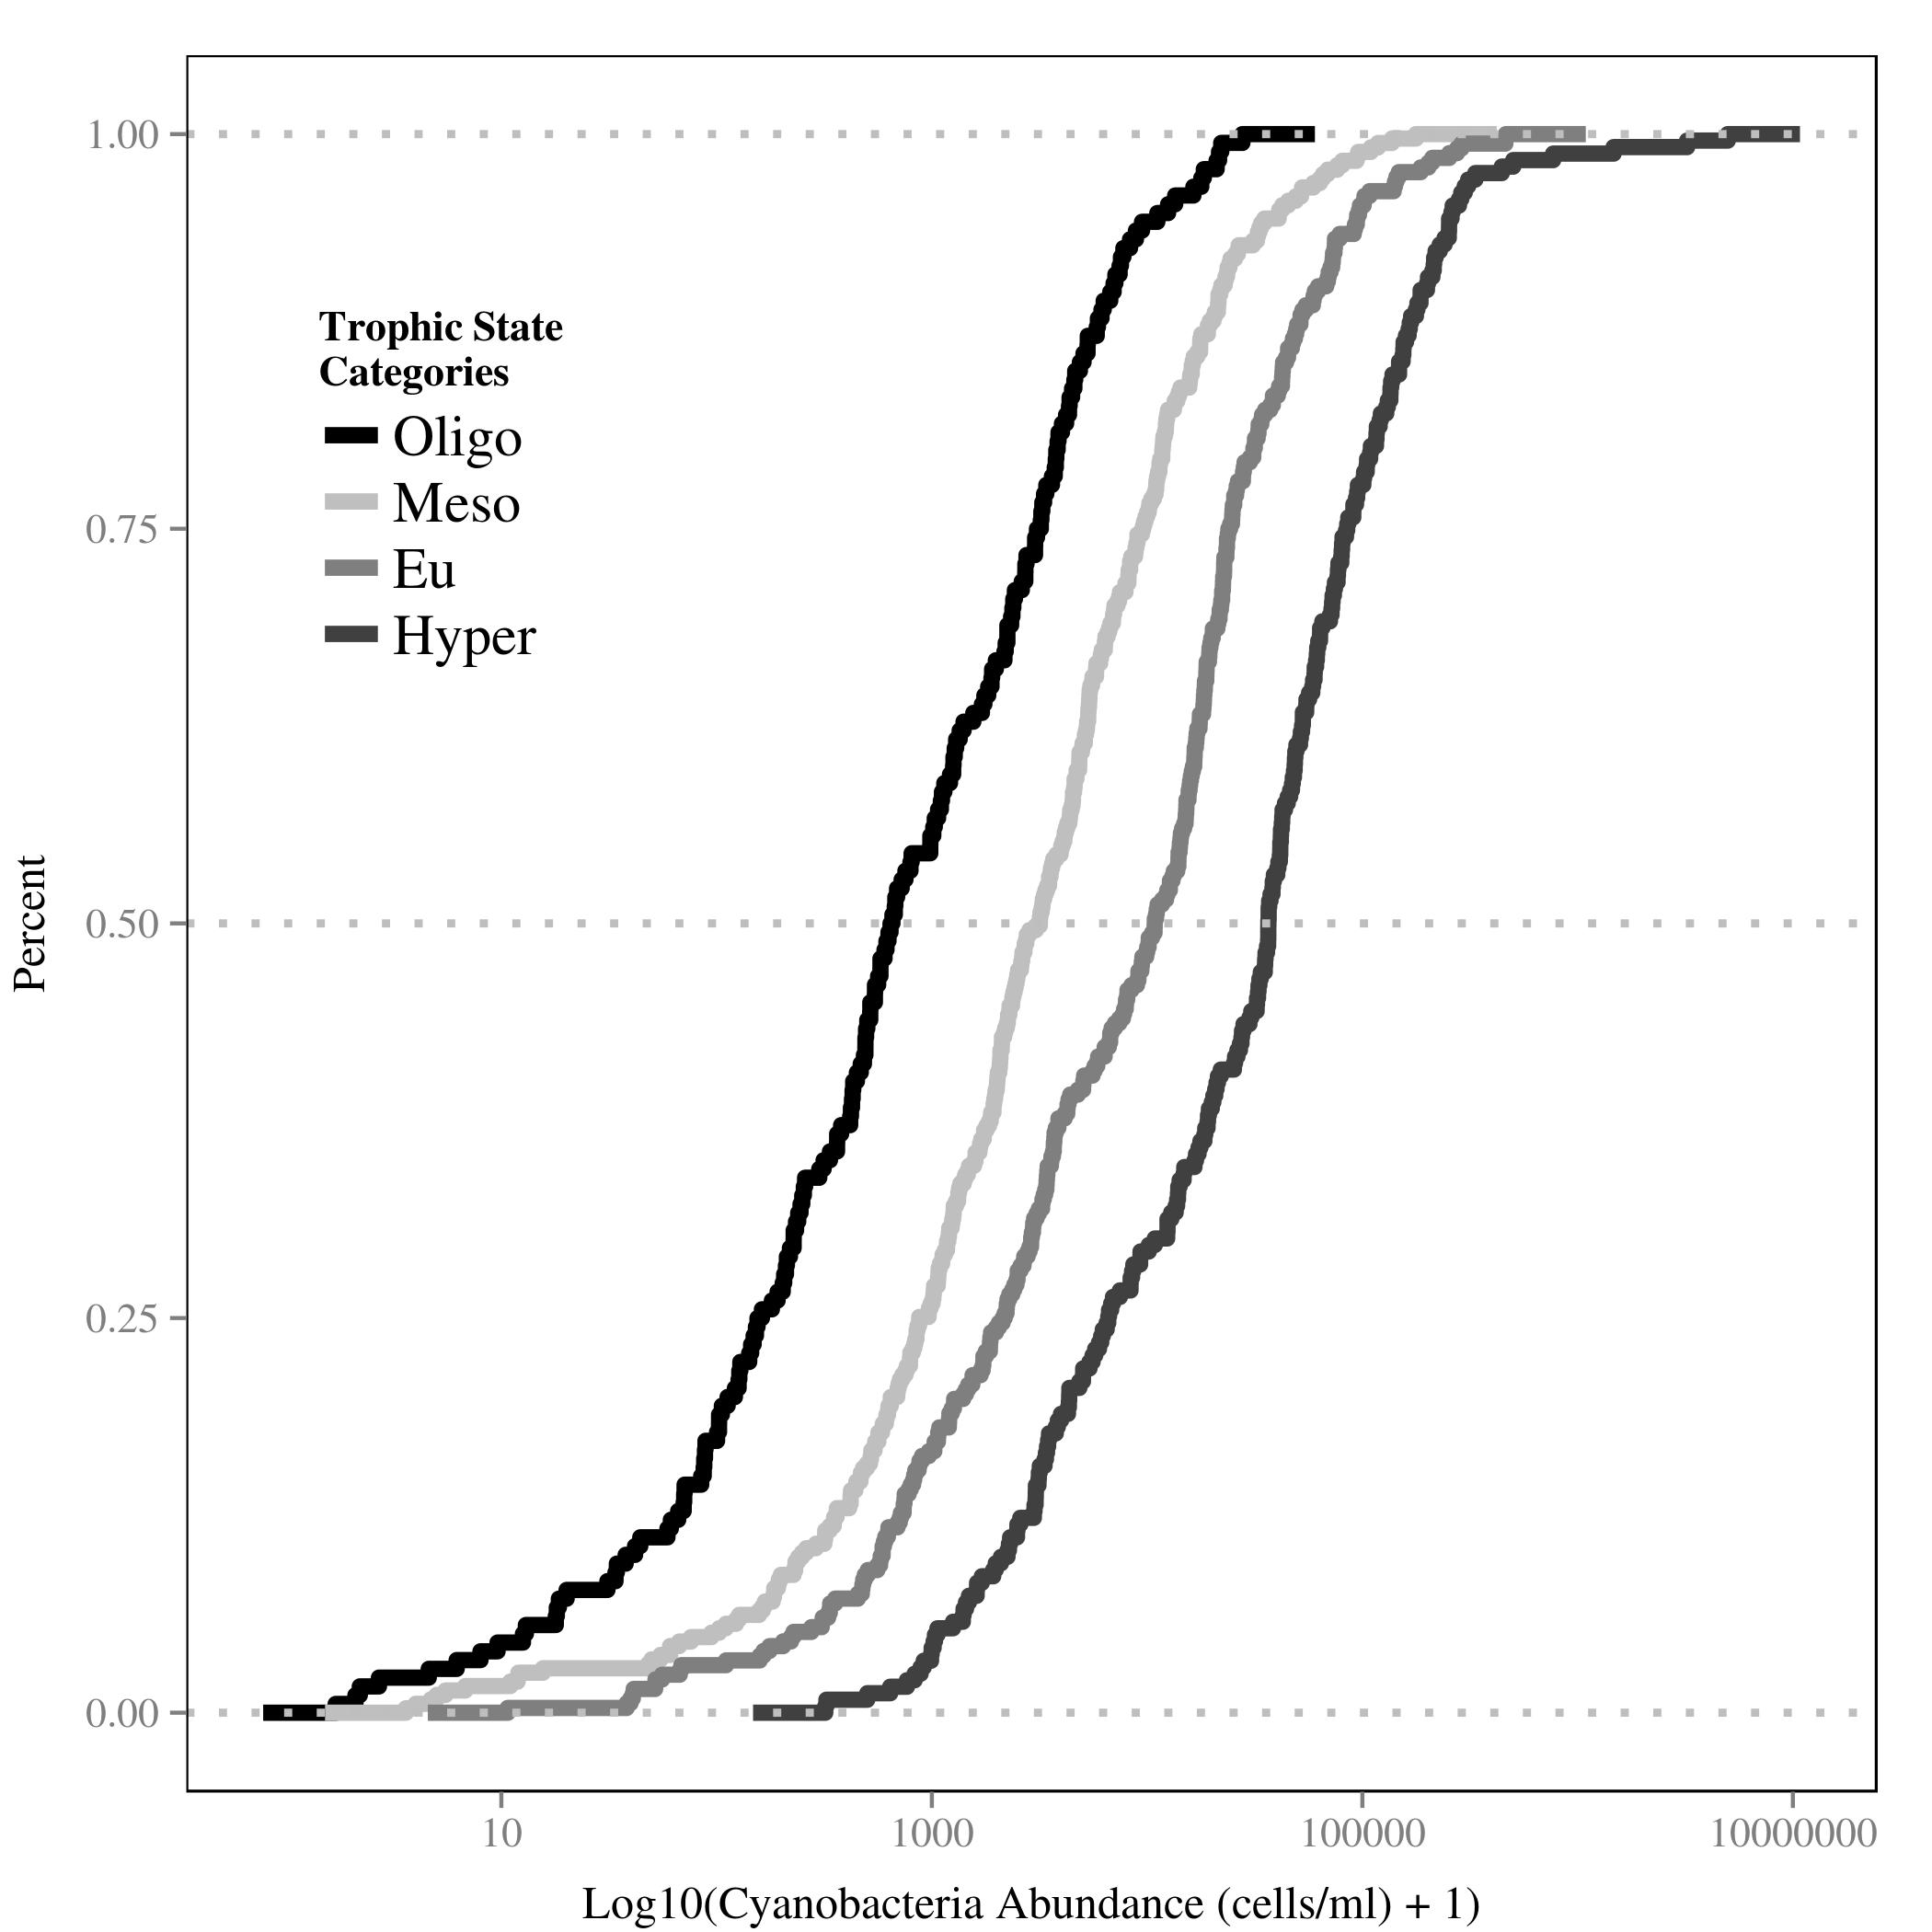 1.00
0.75
0.50
0.25
0.00
Percent
Trophic State
Categories
Oligo
Meso
Eu
Hyper
10
1000
100000
10000000
Log10(Cyanobacteria Abundance (cells/ml) + 1)